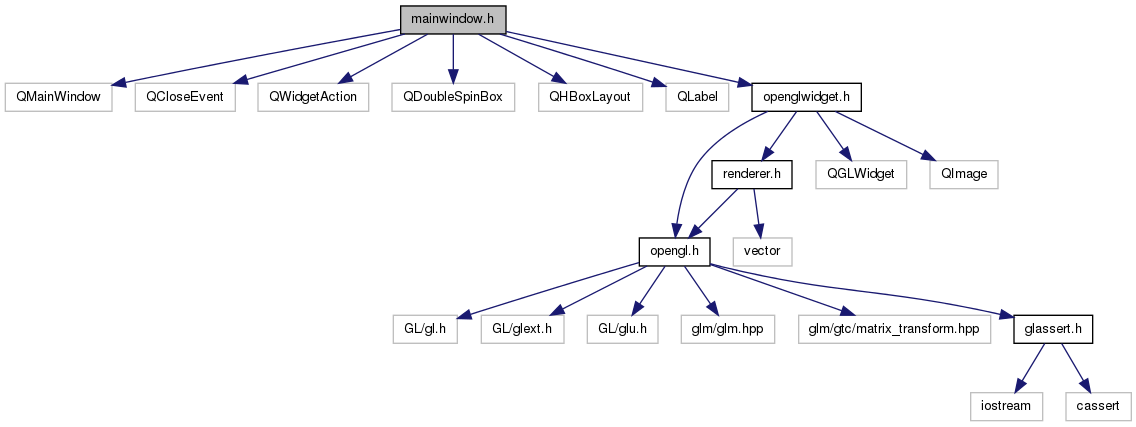 mainwindow.h
QMainWindow
QCloseEvent
QWidgetAction
QDoubleSpinBox
QHBoxLayout
QLabel
openglwidget.h
renderer.h
QGLWidget
QImage
opengl.h
vector
GL/gl.h
GL/glext.h
GL/glu.h
glm/glm.hpp
glm/gtc/matrix_transform.hpp
glassert.h
iostream
cassert